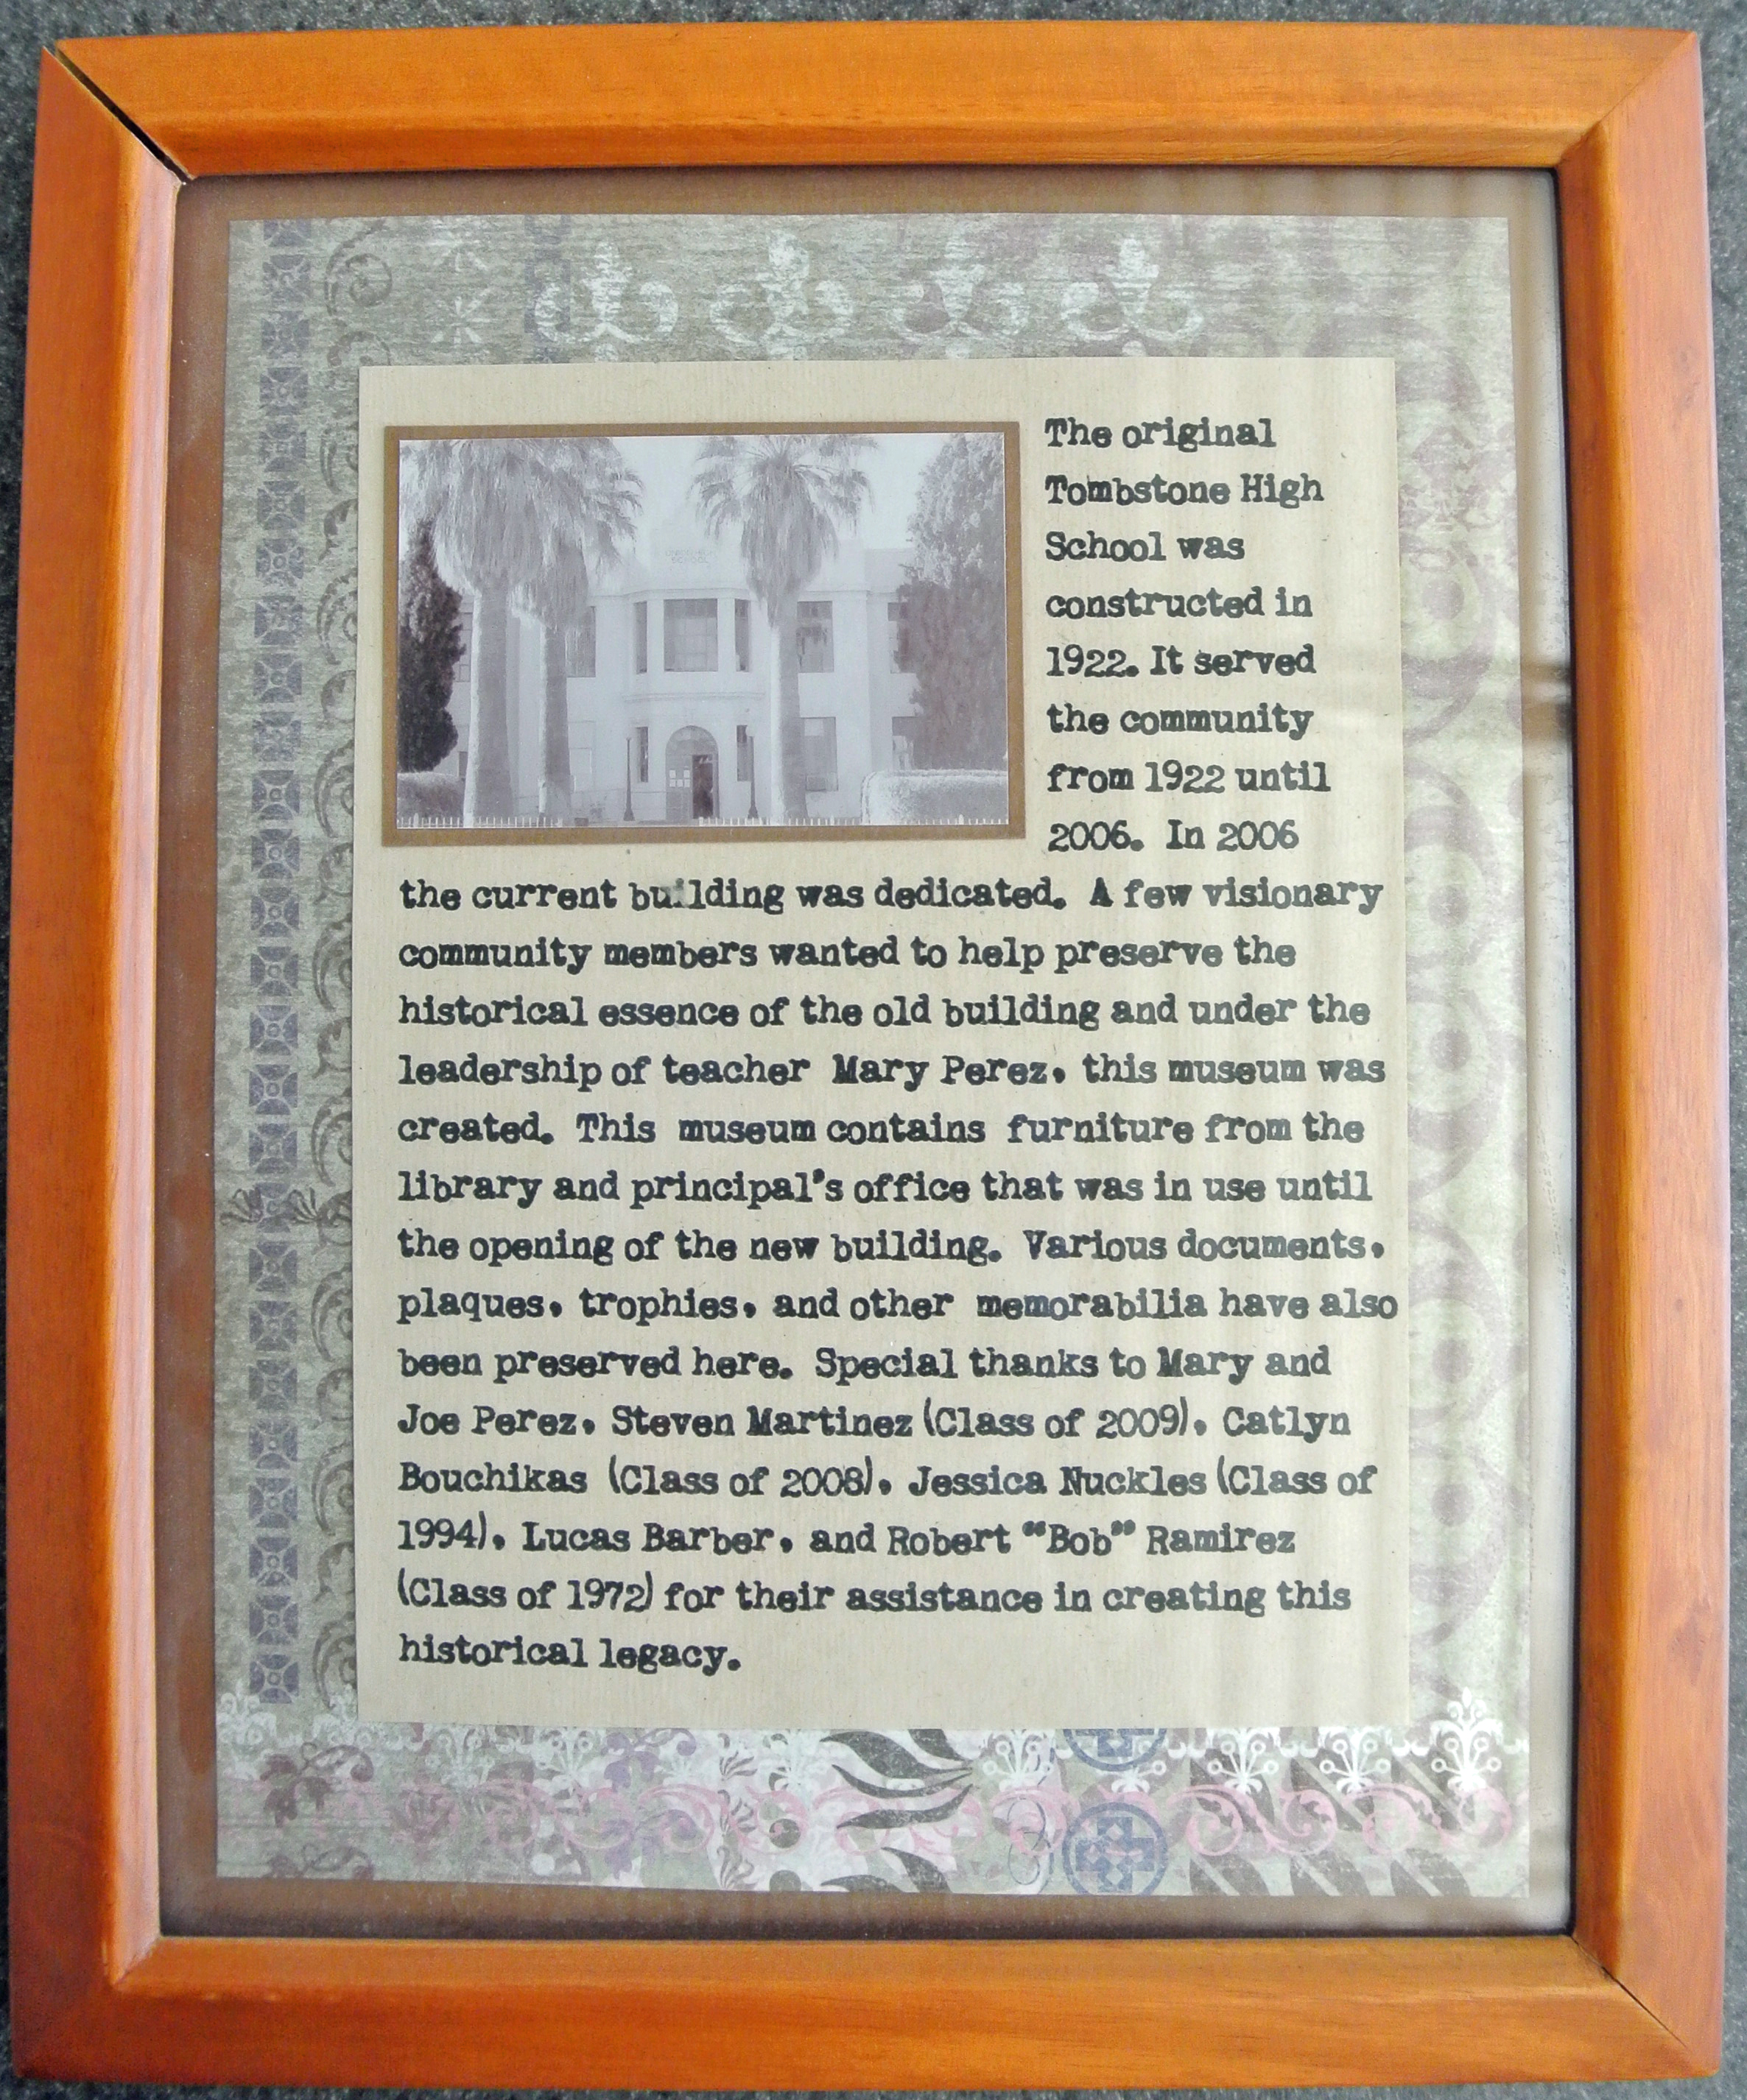 The original
Tombstone High
School was
constructed in
1922. It served
the community
from 1922 until
2006. In 2006
the current building was dedicated. A few visionary
community members wanted to help preserve the
historical essence of the old building and under the
leadership of teacher Mary Perez, this museum was
created. This museum contains furniture from the
library and principal's office that was in use until
the opening of the new building. Various documents,
plaques, trophies, and other memorabilia have also
been preserved here. Special thanks to Mary and
Joe Perez, Steven Martinez (Class of 2009), Catlyn
Bouchikas (Class of 2008), Jessica Nuckles (Class of
1994), Lucas Barber, and Robert "Bob" Ramirez
(Class of 1972) for their assistance in creating this
historical legacy.